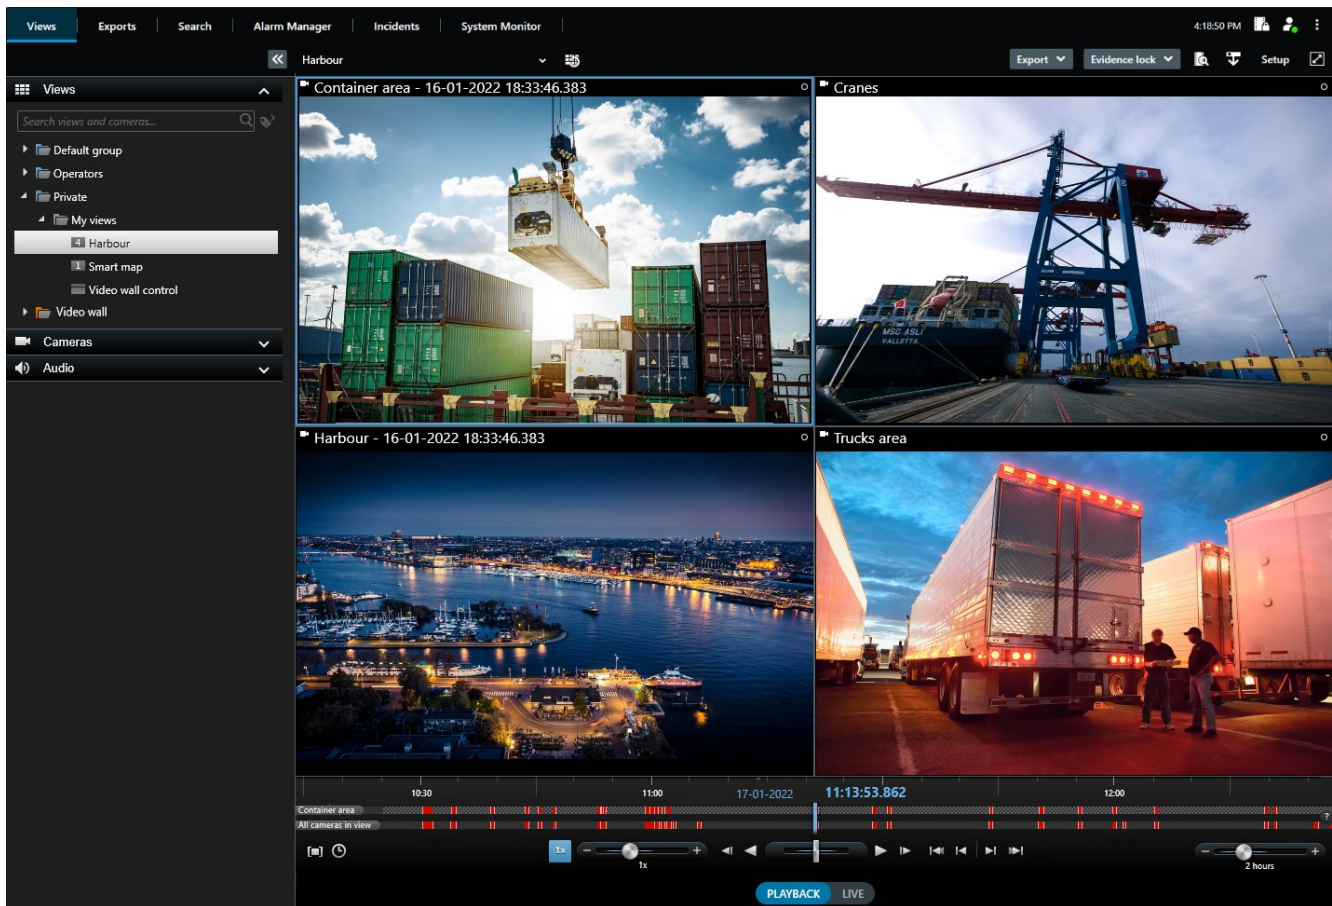 Views Exports Search Alarm Manager Incidents System Monitor 4:18:50 PM
Harbour Export Evidence lock Setup
Views
Search views and cameras...
Default group
Operators
Private
My views
4 Harbour
1 Smart map
Video wall control
Video wall
Cameras
Audio
Container area - 16-01-2022 18:33:46.383
Cranes
MSC ASLI
VALLETTA
Harbour - 16-01-2022 18:33:46.383
Trucks area
10:30 11:00 17-01-2022 11:13:53.862 12:00
Container area
?
All cameras in view
1x
1x
2 hours
PLAYBACK LIVE